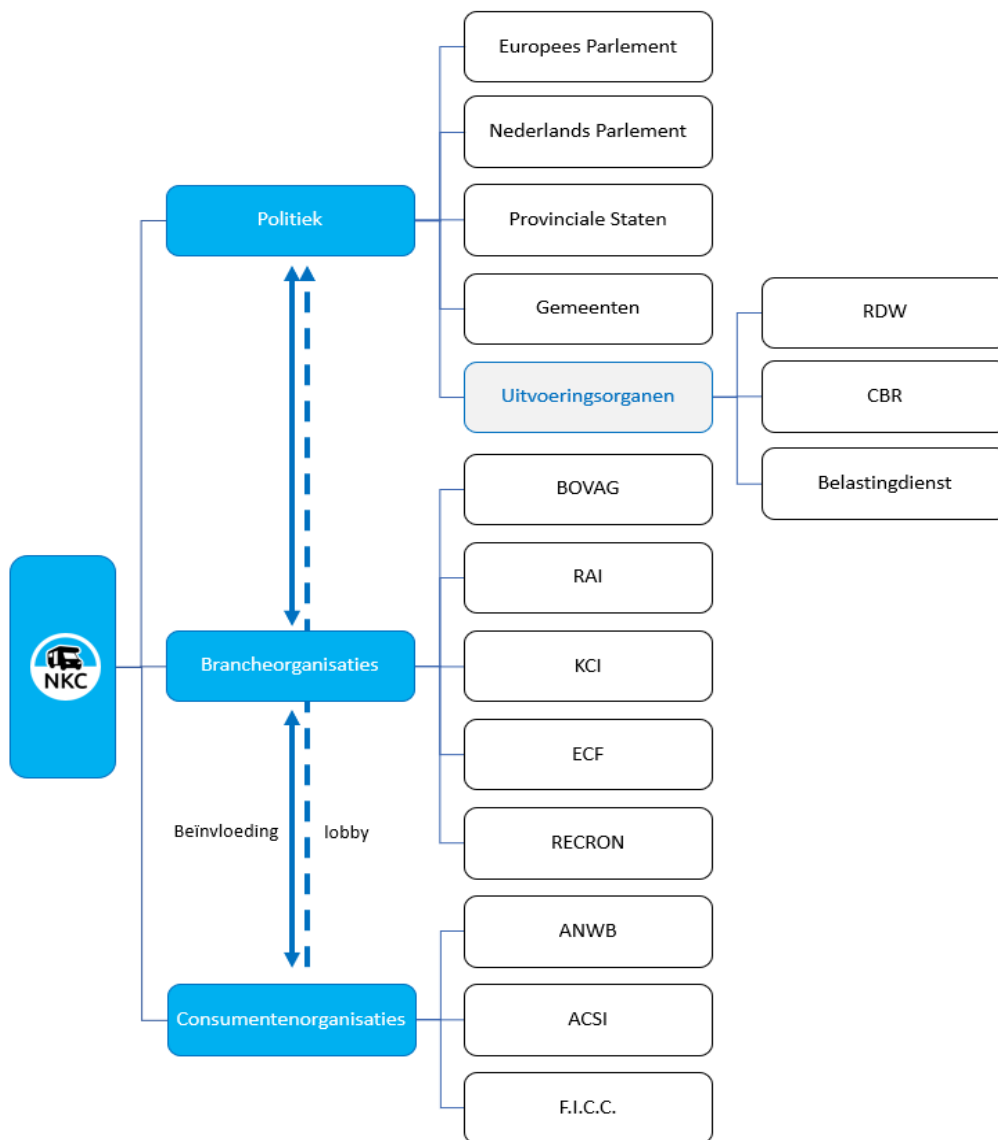 Europees Parlement
Nederlands Parlement
Politiek
Provinciale Staten
Gemeenten
RDW
Uitvoeringsorganen
CBR
Belastingdienst
BOVAG
RAI
NKC
Brancheorganisaties
KCI
ECF
Beïnvloeding
lobby
RECRON
ANWB
Consumentenorganisaties
ACSI
F.I.C.C.